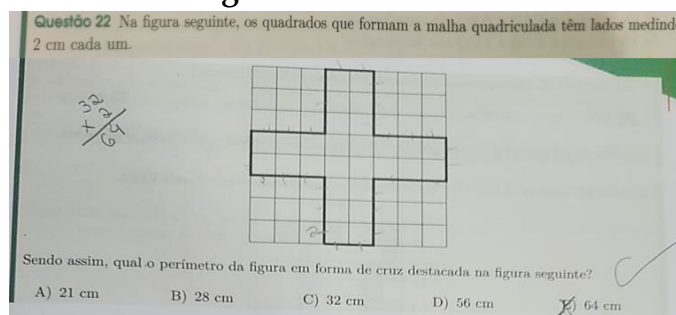 Questão 22 Na figura seguinte, os quadrados que formam a malha quadriculada têm lados medind
2 cm cada um.
32
x 2
64
2
Sendo assim, qual o perímetro da figura em forma de cruz destacada na figura seguinte?
A) 21 cm B) 28 cm C) 32 cm D) 56 cm E) 64 cm